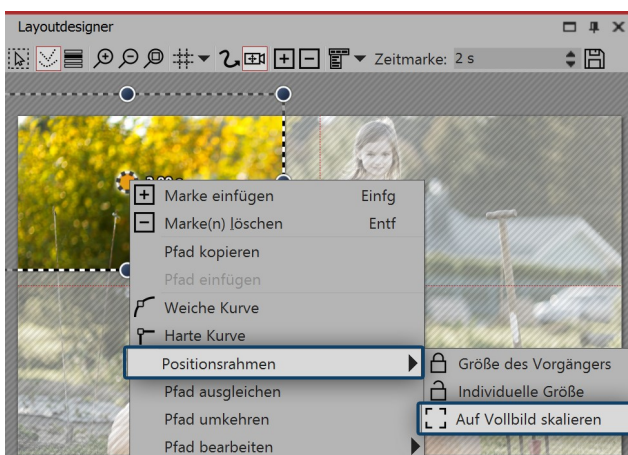 Layoutdesigner
Zeitmarke: 2 s
Marke einfügen Einfg
Marke(n) löschen Entf
Pfad kopieren
Pfad einfügen
Weiche Kurve
Harte Kurve
Positionsrahmen
Größe des Vorgängers
Pfad ausgleichen
Individuelle Größe
Pfad umkehren
Auf Vollbild skalieren
Pfad bearbeiten